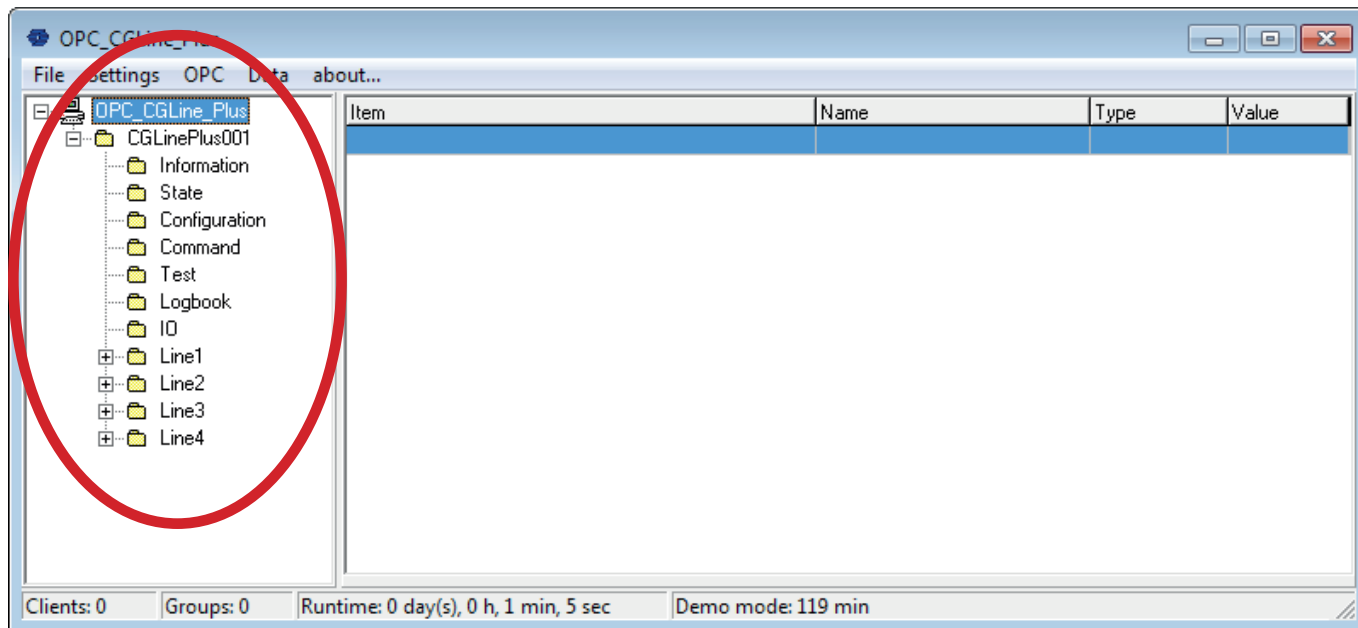 OPC_CGLine_Plus
File Settings OPC Data about...
OPC_CGLine_Plus
CGLinePlus001
Information
State
Configuration
Command
Test
Logbook
IO
Line1
Line2
Line3
Line4
Item Name Type Value
Clients: 0 Groups: 0 Runtime: 0 day(s), 0 h, 1 min, 5 sec Demo mode: 119 min